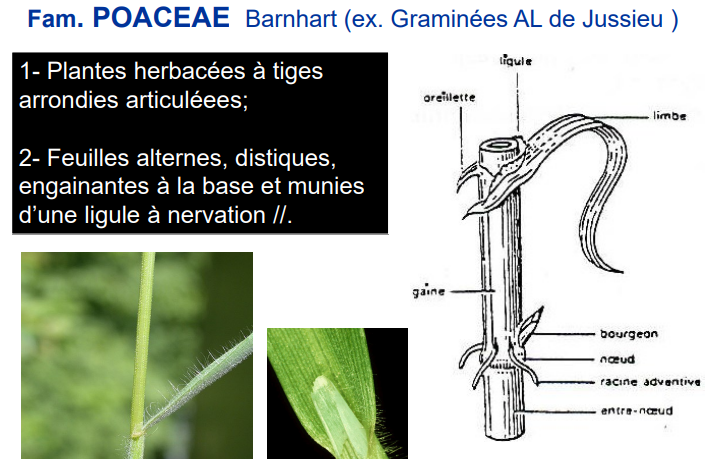 Fam. POACEAE Barnhart (ex. Graminées AL de Jussieu )
1- Plantes herbacées à tiges
arrondies articuléees;
2- Feuilles alternes, distiques,
engainantes à la base et munies
d’une ligule à nervation //.
ligule
oreillette
limbe
gaine
bourgeon
nœud
racine adventive
entre-nœud